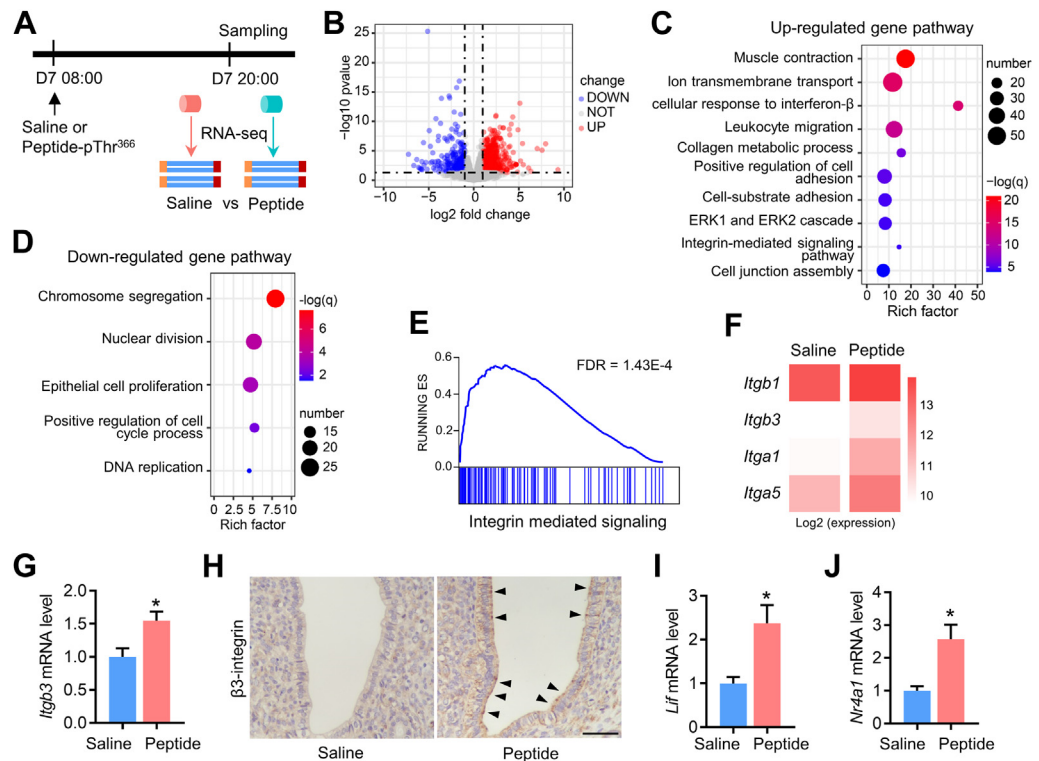 A
Sampling
D7 08:00
D7 20:00
Saline or
Peptide-pThr366
RNA-seq
Saline vs Peptide
B
25
20
15
10
5
0
−log10 pvalue
−10 −5 0 5 10
log2 fold change
change
DOWN
NOT
UP
C
Up-regulated gene pathway
Muscle contraction
Ion transmembrane transport
cellular response to interferon-β
Leukocyte migration
Collagen metabolic process
Positive regulation of cell
adhesion
Cell-substrate adhesion
ERK1 and ERK2 cascade
Integrin-mediated signaling
pathway
Cell junction assembly
0 10 20 30 40 50
Rich factor
number
20
30
40
50
−log(q)
20
15
10
5
D
Down-regulated gene pathway
Chromosome segregation
Nuclear division
Epithelial cell proliferation
Positive regulation of cell
cycle process
DNA replication
0 2.5 5 7.5 10
Rich factor
-log(q)
6
4
2
number
15
20
25
E
RUNNING ES
0.6
0.4
0.2
0.0
FDR = 1.43E-4
Integrin mediated signaling
F
Saline Peptide
Itgb1
Itgb3
Itga1
Itga5
13
12
11
10
Log2 (expression)
G
Itgb3 mRNA level
2.0
1.5
1.0
0.5
0.0
*
Saline Peptide
H
β3-integrin
Saline Peptide
I
Lif mRNA level
3
2
1
0
*
Saline Peptide
J
Nr4a1 mRNA level
4
3
2
1
0
*
Saline Peptide